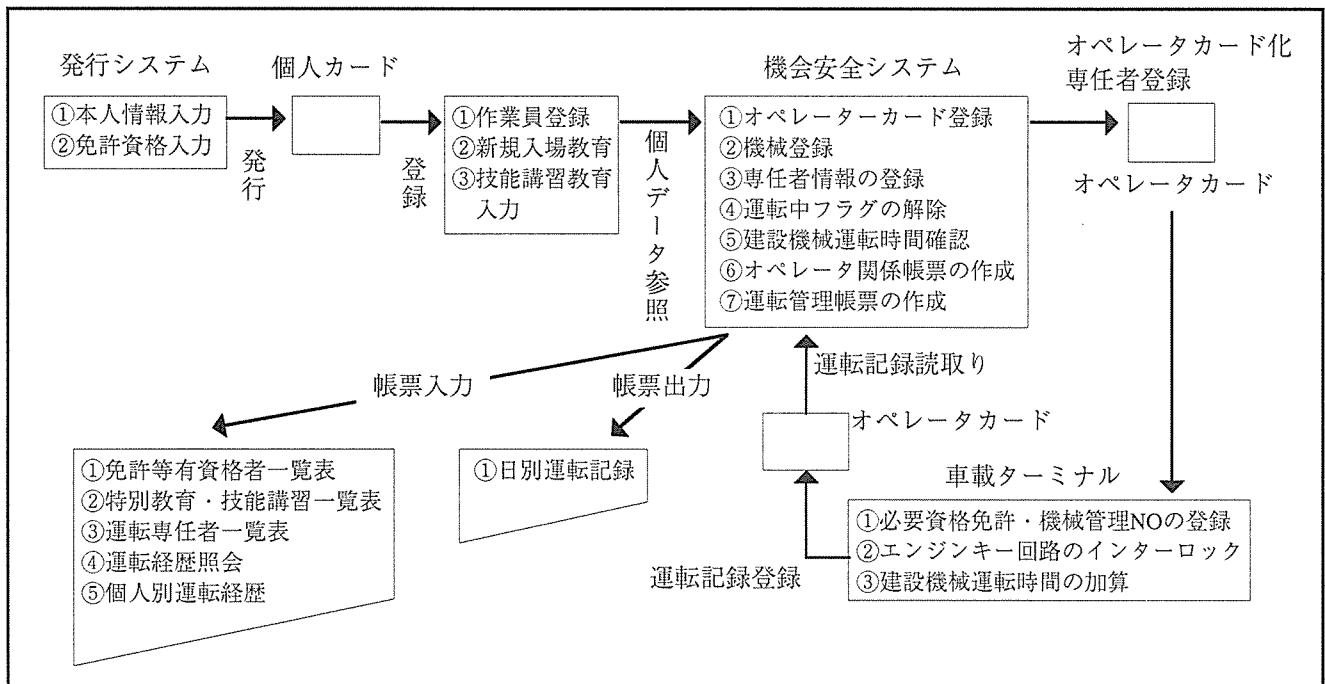 発行システム
①本人情報入力
②免許資格入力
発行
個人カード
登録
①作業員登録
②新規入場教育
③技能講習教育
入力
個人データ参照
機会安全システム
①オペレーターカード登録
②機械登録
③専任者情報の登録
④運転中フラグの解除
⑤建設機械運転時間確認
⑥オペレータ関係帳票の作成
⑦運転管理帳票の作成
オペレータカード化
専任者登録
オペレータカード
帳票入力
帳票出力
運転記録読取り
オペレータカード
①免許等有資格者一覧表
②特別教育・技能講習一覧表
③運転専任者一覧表
④運転経歴照会
⑤個人別運転経歴
①日別運転記録
車載ターミナル
①必要資格免許・機械管理NOの登録
②エンジンキー回路のインターロック
③建設機械運転時間の加算
運転記録登録